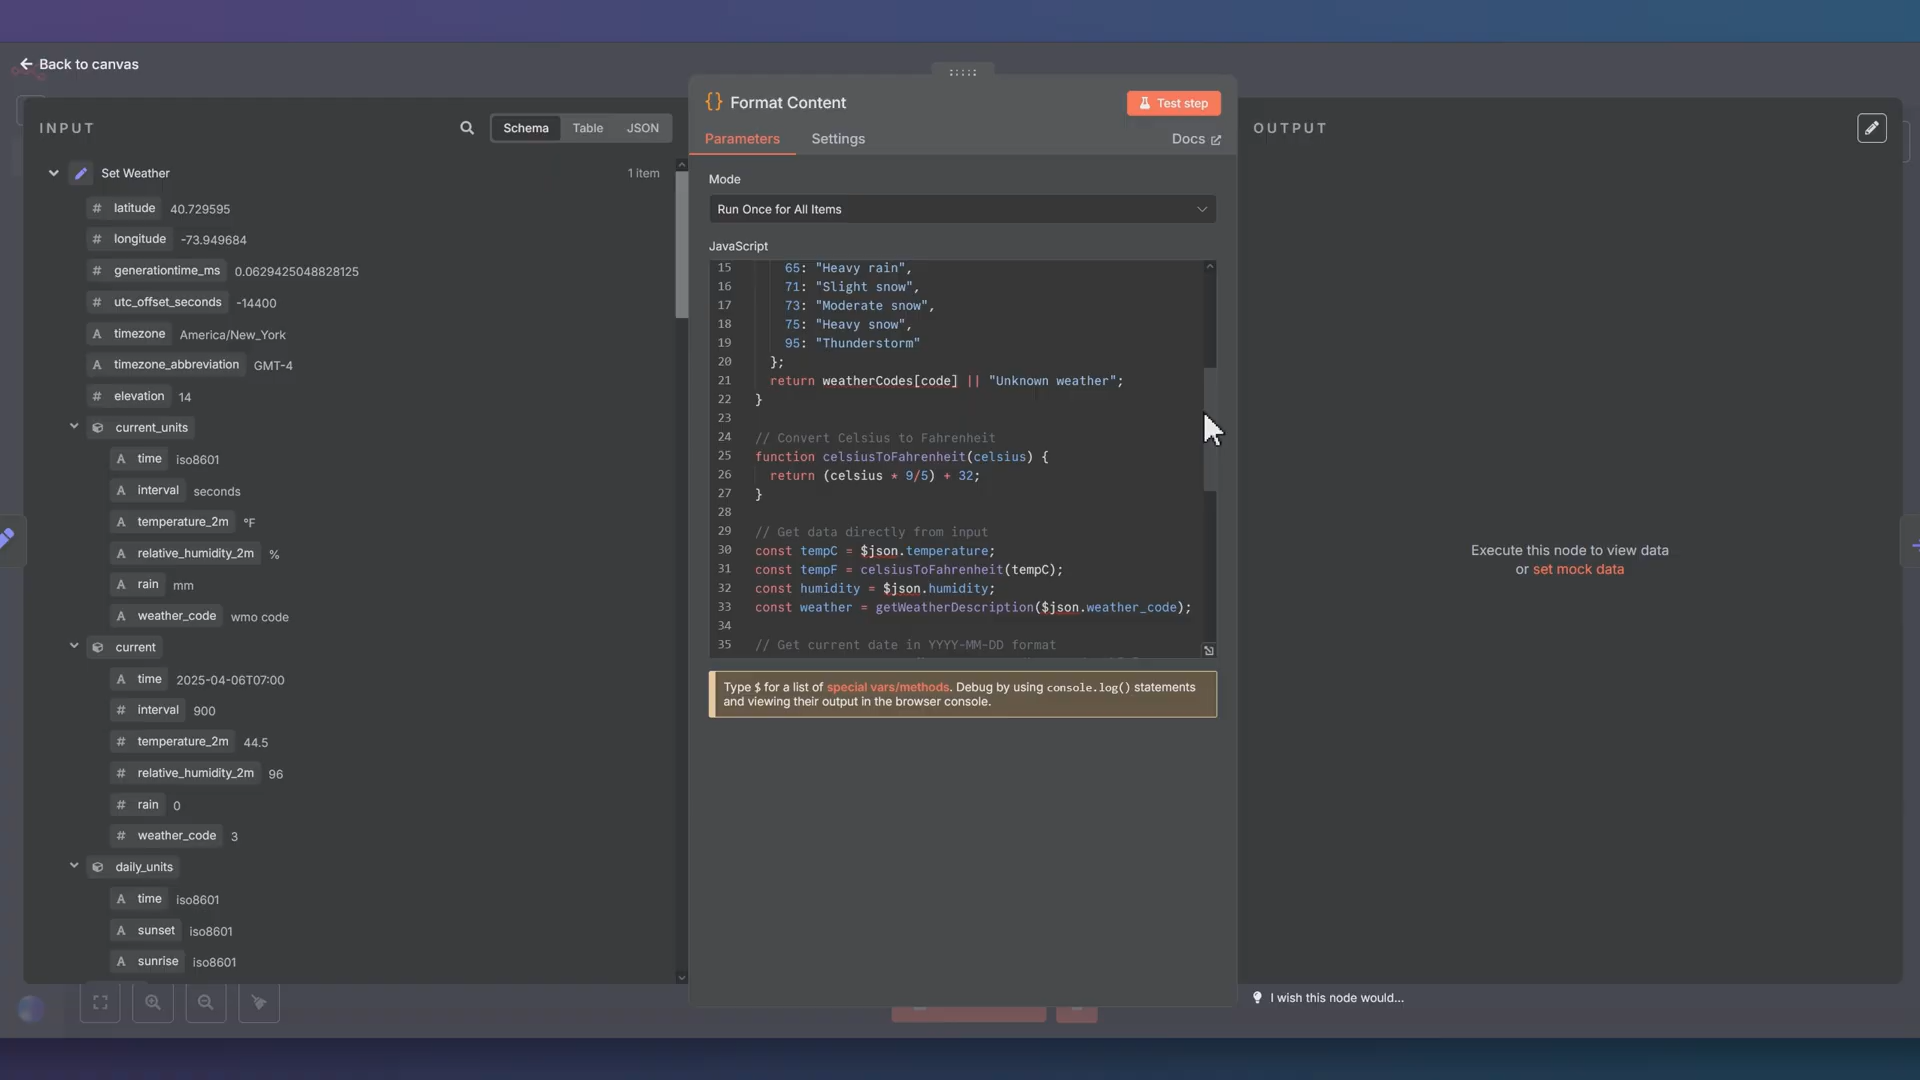 Back to canvas
INPUT
Schema
Table
JSON
Set Weather
1 item
# latitude 40.729595
# longitude -73.949684
# generationtime_ms 0.0629425048828125
# utc_offset_seconds -14400
A timezone America/New_York
A timezone_abbreviation GMT-4
# elevation 14
current_units
A time iso8601
A interval seconds
A temperature_2m °F
A relative_humidity_2m %
A rain mm
A weather_code wmo code
current
A time 2025-04-06T07:00
# interval 900
# temperature_2m 44.5
# relative_humidity_2m 96
# rain 0
# weather_code 3
daily_units
A time iso8601
A sunset iso8601
A sunrise iso8601
{} Format Content
Test step
Parameters
Settings
Docs
Mode
Run Once for All Items
JavaScript
15 65: "Heavy rain",
16 71: "Slight snow",
17 73: "Moderate snow",
18 75: "Heavy snow",
19 95: "Thunderstorm"
20 };
21 return weatherCodes[code] || "Unknown weather";
22 }
23
24 // Convert Celsius to Fahrenheit
25 function celsiusToFahrenheit(celsius) {
26 return (celsius * 9/5) + 32;
27 }
28
29 // Get data directly from input
30 const tempC = $json.temperature;
31 const tempF = celsiusToFahrenheit(tempC);
32 const humidity = $json.humidity;
33 const weather = getWeatherDescription($json.weather_code);
34
35 // Get current date in YYYY-MM-DD format
Type $ for a list of special vars/methods. Debug by using console.log() statements
and viewing their output in the browser console.
OUTPUT
Execute this node to view data
or set mock data
I wish this node would...